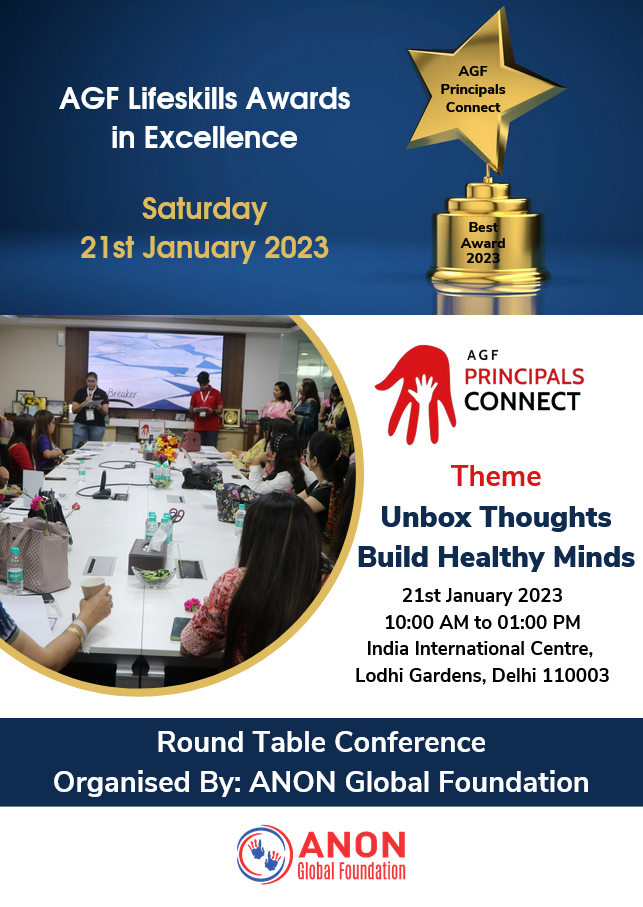 AGF Lifeskills Awards
in Excellence
Saturday
21st January 2023
AGF
Principals
Connect
Best
Award
2023
Breaker
AGF
PRINCIPALS
CONNECT
Theme
Unbox Thoughts
Build Healthy Minds
21st January 2023
10:00 AM to 01:00 PM
India International Centre,
Lodhi Gardens, Delhi 110003
Round Table Conference
Organised By: ANON Global Foundation
ANON
Global Foundation